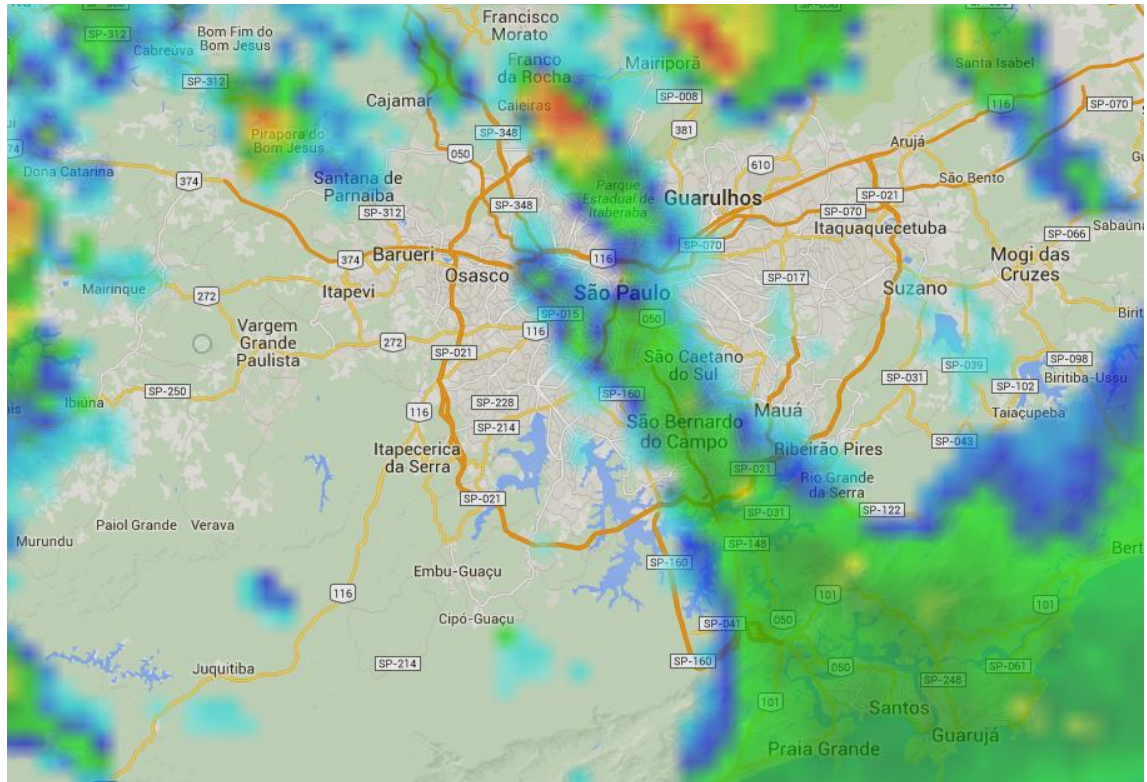 SP-312
Bom Fim do
Bom Jesus
Cabreúva
SP-312
Francisco
Morato
Franco
da Rocha
Mairiporã
SP-008
Santa Isabel
116
SP-070
Cajamar
Caieiras
SP-348
381
Pirapora do
Bom Jesus
050
610
Arujá
Dona Catarina
374
Santana de
Parnaíba
SP-312
SP-348
Parque
Estadual de
Itaberaba
Guarulhos
SP-021
São Bento
SP-070
Itaquaquecetuba
Sabaúna
SP-066
374
Barueri
Osasco
116
SP-070
Mogi das
Cruzes
Mairinque
272
Itapevi
São Paulo
SP-017
Suzano
SP-015
116
050
Vargem
Grande
Paulista
272
SP-021
São Caetano
do Sul
SP-039
SP-098
Biritiba-Ussu
SP-250
Ibiúna
SP-160
SP-031
SP-102
116
SP-228
SP-214
Mauá
Taiaçupeba
São Bernardo
do Campo
Itapecerica
da Serra
Ribeirão Pires
SP-043
SP-021
Rio Grande
da Serra
SP-021
SP-031
SP-122
Paiol Grande
Verava
Murundu
SP-148
Bert
SP-160
Embu-Guaçu
116
101
101
Cipó-Guaçu
SP-041
050
SP-214
SP-160
050
SP-061
Juquitiba
SP-248
101
Santos
Guarujá
Praia Grande